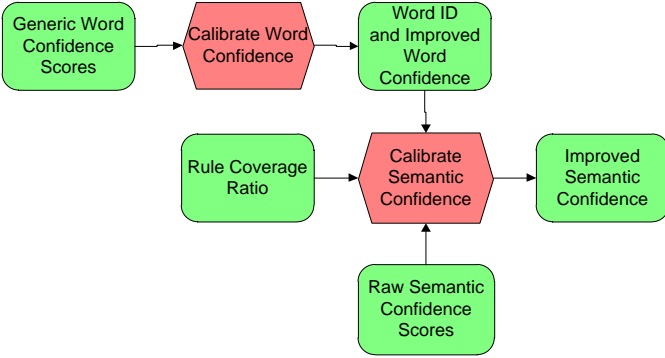 Generic Word
Confidence
Scores
Calibrate Word
Confidence
Word ID
and Improved
Word
Confidence
Rule Coverage
Ratio
Calibrate
Semantic
Confidence
Improved
Semantic
Confidence
Raw Semantic
Confidence
Scores